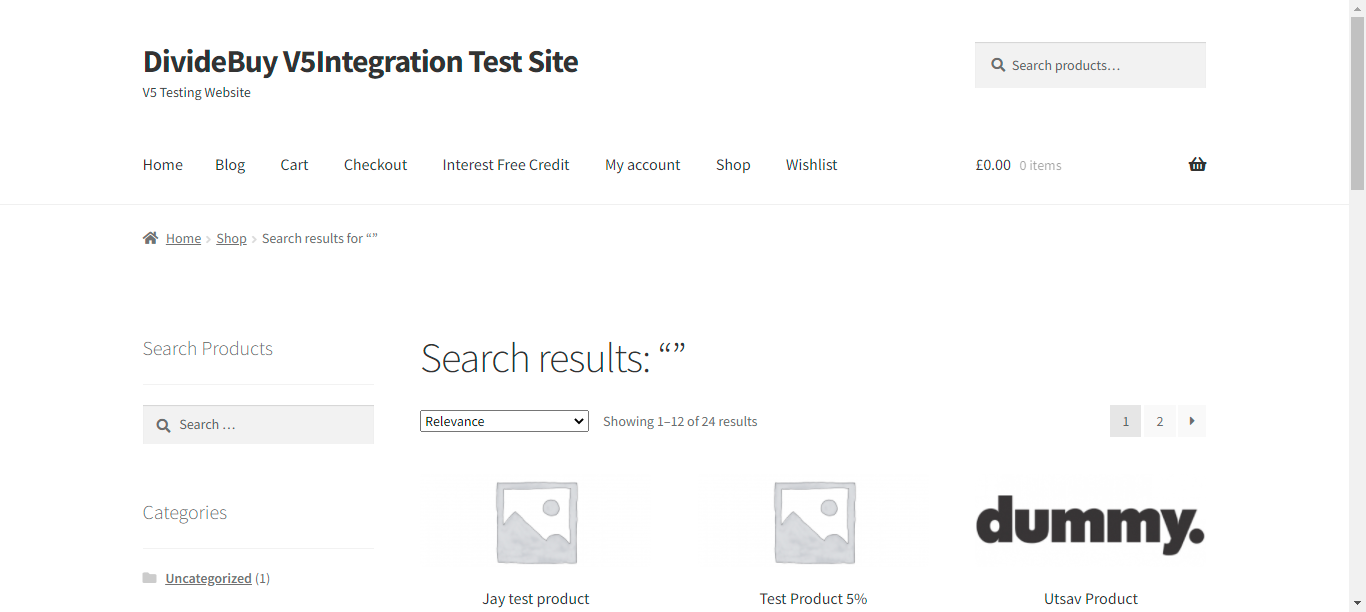 DivideBuy V5Integration Test Site
V5 Testing Website
Search products…
Home Blog Cart Checkout Interest Free Credit My account Shop Wishlist £0.00 0 items
Home Shop Search results for “”
Search Products
Search …
Categories
Uncategorized (1)
Search results: “”
Relevance Showing 1–12 of 24 results 1 2
dummy.
Jay test product Test Product 5% Utsav Product